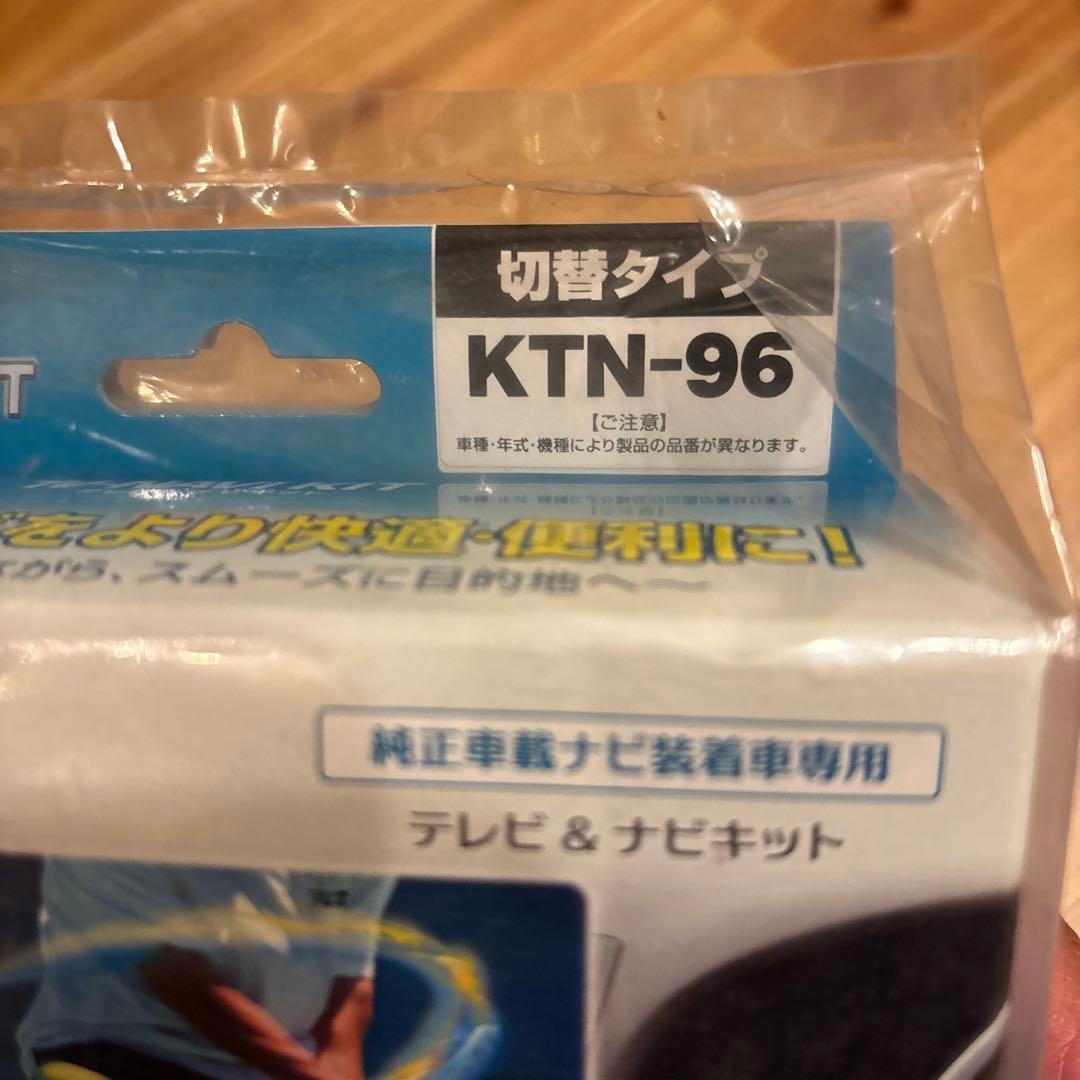 切替タイプ
KTN-96
【ご注意】
車種・年式・機種により製品の品番が異なります。
T
をより快適・便利に!
ながら、スムーズに目的地へ〜
純正車載ナビ装着車専用
テレビ & ナビキット